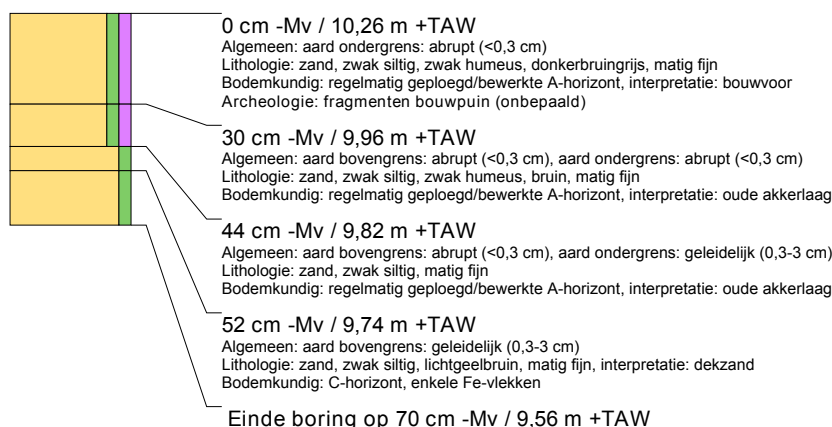 0 cm -Mv / 10,26 m +TAW
Algemeen: aard ondergrens: abrupt (<0,3 cm)
Lithologie: zand, zwak siltig, zwak humeus, donkerbruingrijs, matig fijn
Bodemkundig: regelmatig geploegd/bewerkte A-horizont, interpretatie: bouwvoor
Archeologie: fragmenten bouwpuin (onbepaald)
30 cm -Mv / 9,96 m +TAW
Algemeen: aard bovengrens: abrupt (<0,3 cm), aard ondergrens: abrupt (<0,3 cm)
Lithologie: zand, zwak siltig, zwak humeus, bruin, matig fijn
Bodemkundig: regelmatig geploegd/bewerkte A-horizont, interpretatie: oude akkerlaag
44 cm -Mv / 9,82 m +TAW
Algemeen: aard bovengrens: abrupt (<0,3 cm), aard ondergrens: geleidelijk (0,3-3 cm)
Lithologie: zand, zwak siltig, matig fijn
Bodemkundig: regelmatig geploegd/bewerkte A-horizont, interpretatie: oude akkerlaag
52 cm -Mv / 9,74 m +TAW
Algemeen: aard bovengrens: geleidelijk (0,3-3 cm)
Lithologie: zand, zwak siltig, lichtgeelbruin, matig fijn, interpretatie: dekzand
Bodemkundig: C-horizont, enkele Fe-vlekken
Einde boring op 70 cm -Mv / 9,56 m +TAW